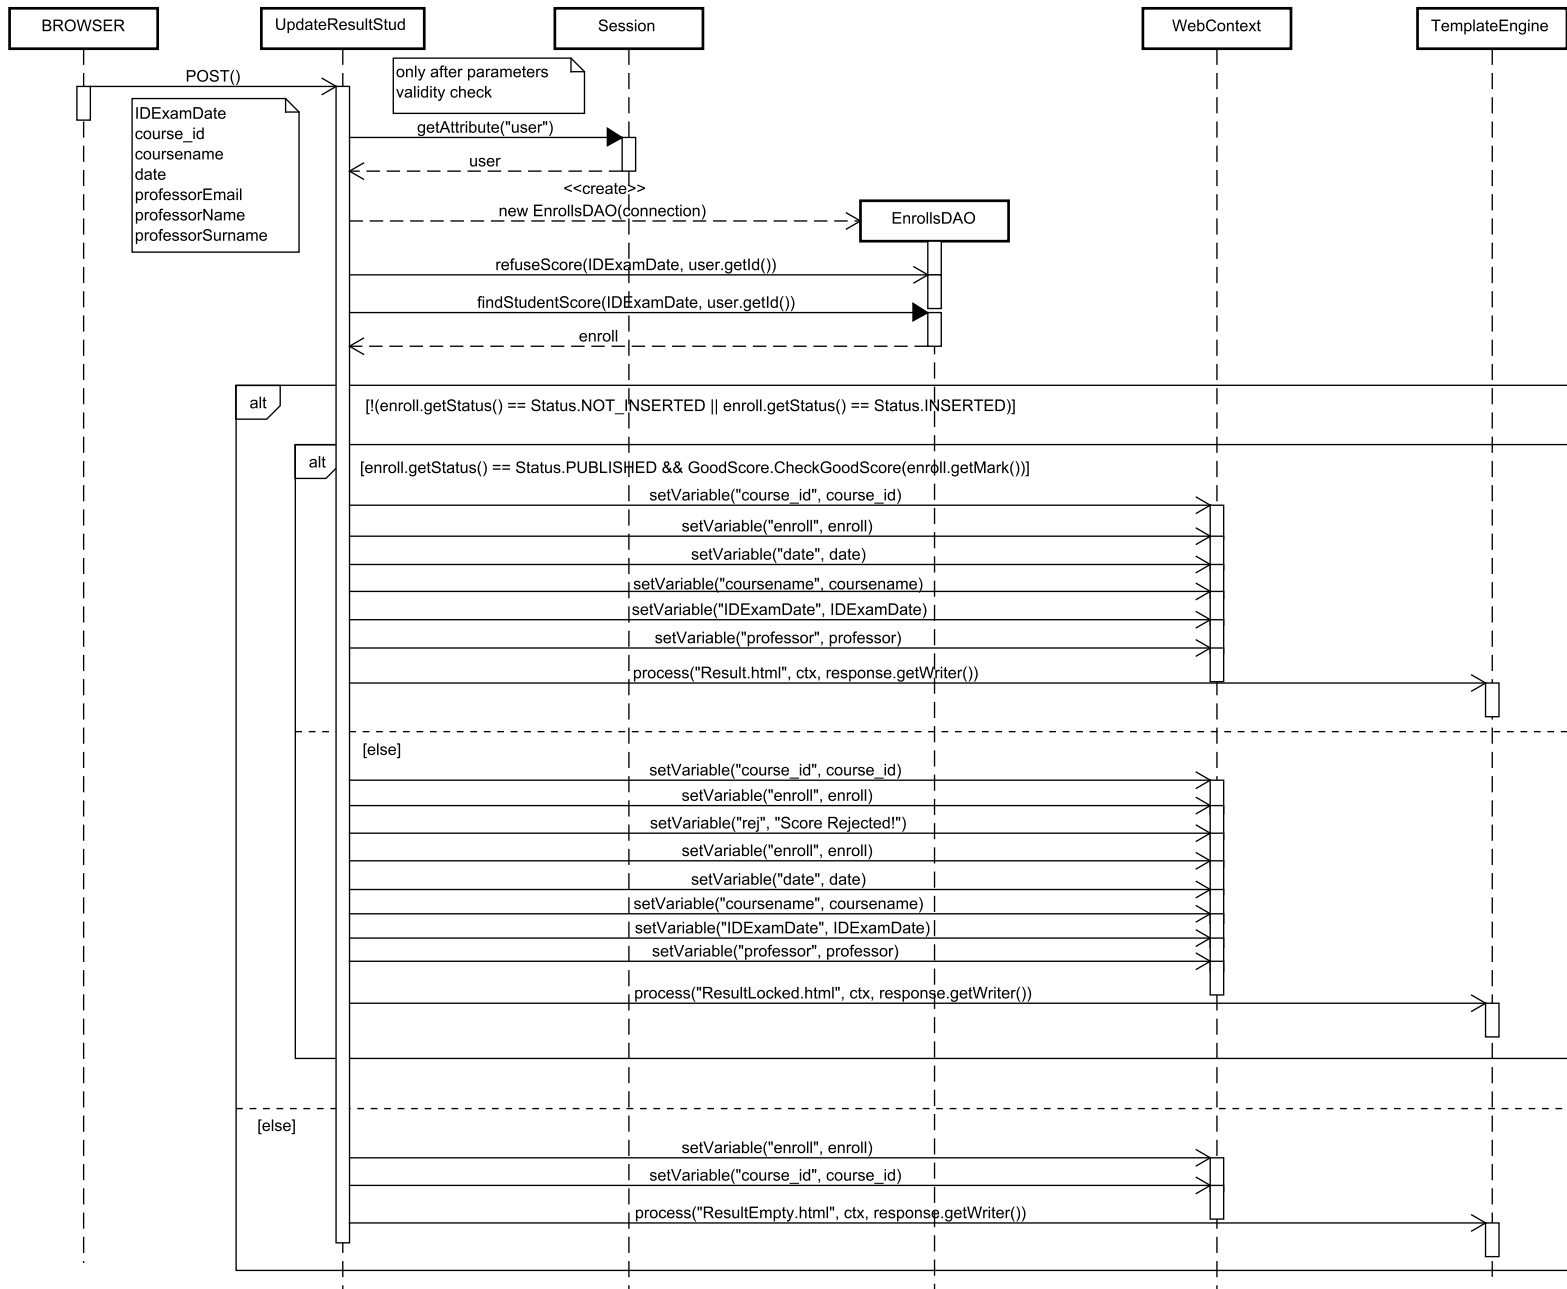 BROWSER
UpdateResultStud
Session
WebContext
TemplateEngine
POST()
only after parameters
validity check
IDExamDate
course_id
coursename
date
professorEmail
professorName
professorSurname
getAttribute("user")
user
<<create>>
new EnrollsDAO(connection)
EnrollsDAO
refuseScore(IDExamDate, user.getId())
findStudentScore(IDExamDate, user.getId())
enroll
alt
[!(enroll.getStatus() == Status.NOT_INSERTED || enroll.getStatus() == Status.INSERTED)]
alt
[enroll.getStatus() == Status.PUBLISHED && GoodScore.CheckGoodScore(enroll.getMark())]
setVariable("course_id", course_id)
setVariable("enroll", enroll)
setVariable("date", date)
setVariable("coursename", coursename)
setVariable("IDExamDate", IDExamDate)
setVariable("professor", professor)
process("Result.html", ctx, response.getWriter())
[else]
setVariable("course_id", course_id)
setVariable("enroll", enroll)
setVariable("rej", "Score Rejected!")
setVariable("enroll", enroll)
setVariable("date", date)
setVariable("coursename", coursename)
setVariable("IDExamDate", IDExamDate)
setVariable("professor", professor)
process("ResultLocked.html", ctx, response.getWriter())
[else]
setVariable("enroll", enroll)
setVariable("course_id", course_id)
process("ResultEmpty.html", ctx, response.getWriter())